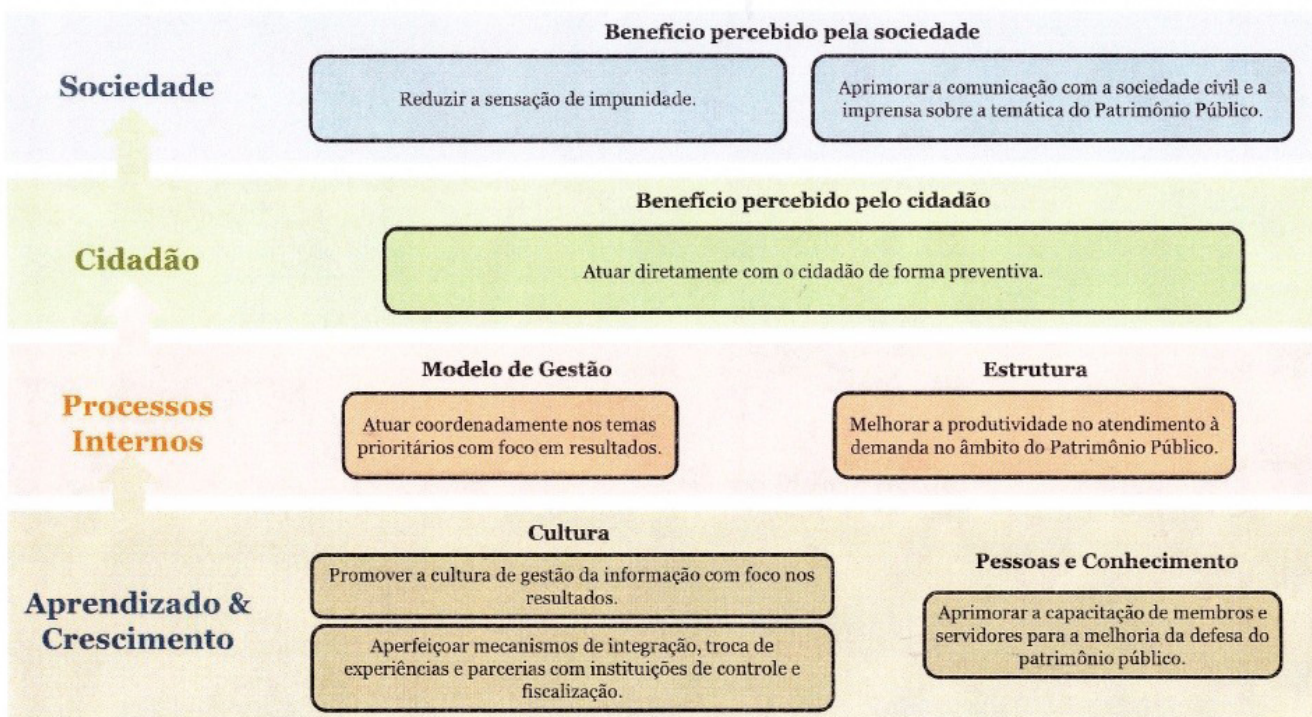 Benefício percebido pela sociedade
Sociedade
Reduzir a sensação de impunidade.
Aprimorar a comunicação com a sociedade civil e a
imprensa sobre a temática do Patrimônio Público.
Benefício percebido pelo cidadão
Cidadão
Atuar diretamente com o cidadão de forma preventiva.
Processos
Internos
Modelo de Gestão
Atuar coordenadamente nos temas
prioritários com foco em resultados.
Estrutura
Melhorar a produtividade no atendimento à
demanda no âmbito do Patrimônio Público.
Aprendizado &
Crescimento
Cultura
Promover a cultura de gestão da informação com foco nos
resultados.
Aperfeiçoar mecanismos de integração, troca de
experiências e parcerias com instituições de controle e
fiscalização.
Pessoas e Conhecimento
Aprimorar a capacitação de membros e
servidores para a melhoria da defesa do
patrimônio público.